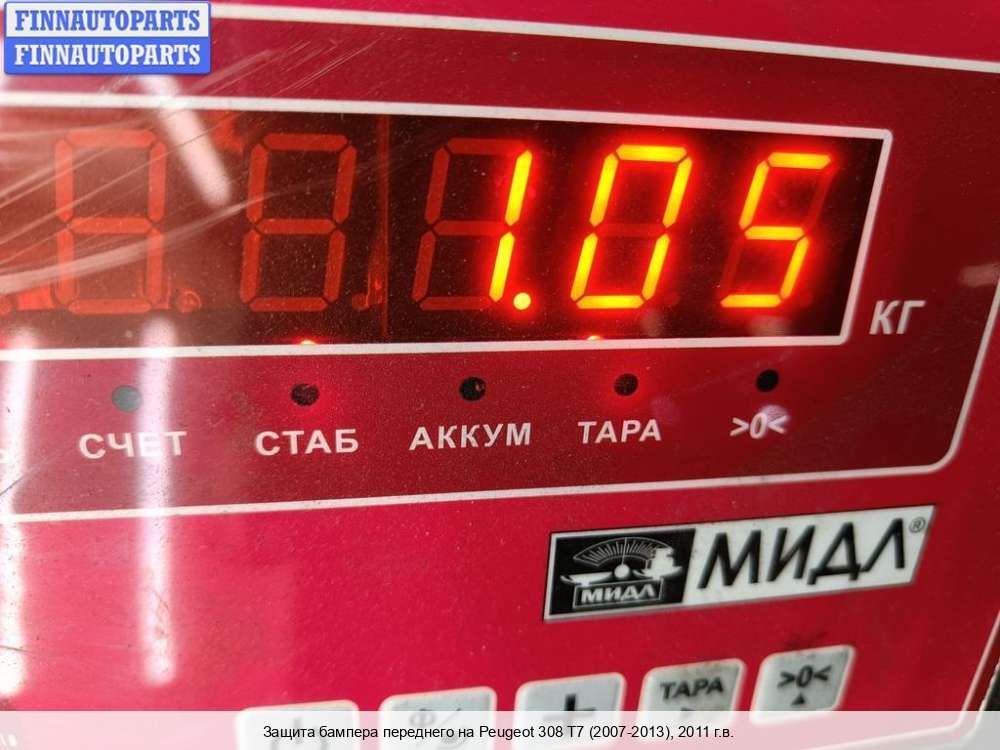 FINNAUTOPARTS
FINNAUTOPARTS
1.05
КГ
СЧЕТ
СТАБ
АККУМ
ТАРА
>0<
МИДЛ
МИДЛ®
ТАРА
>0<
Защита бампера переднего на Peugeot 308 T7 (2007-2013), 2011 г.в.